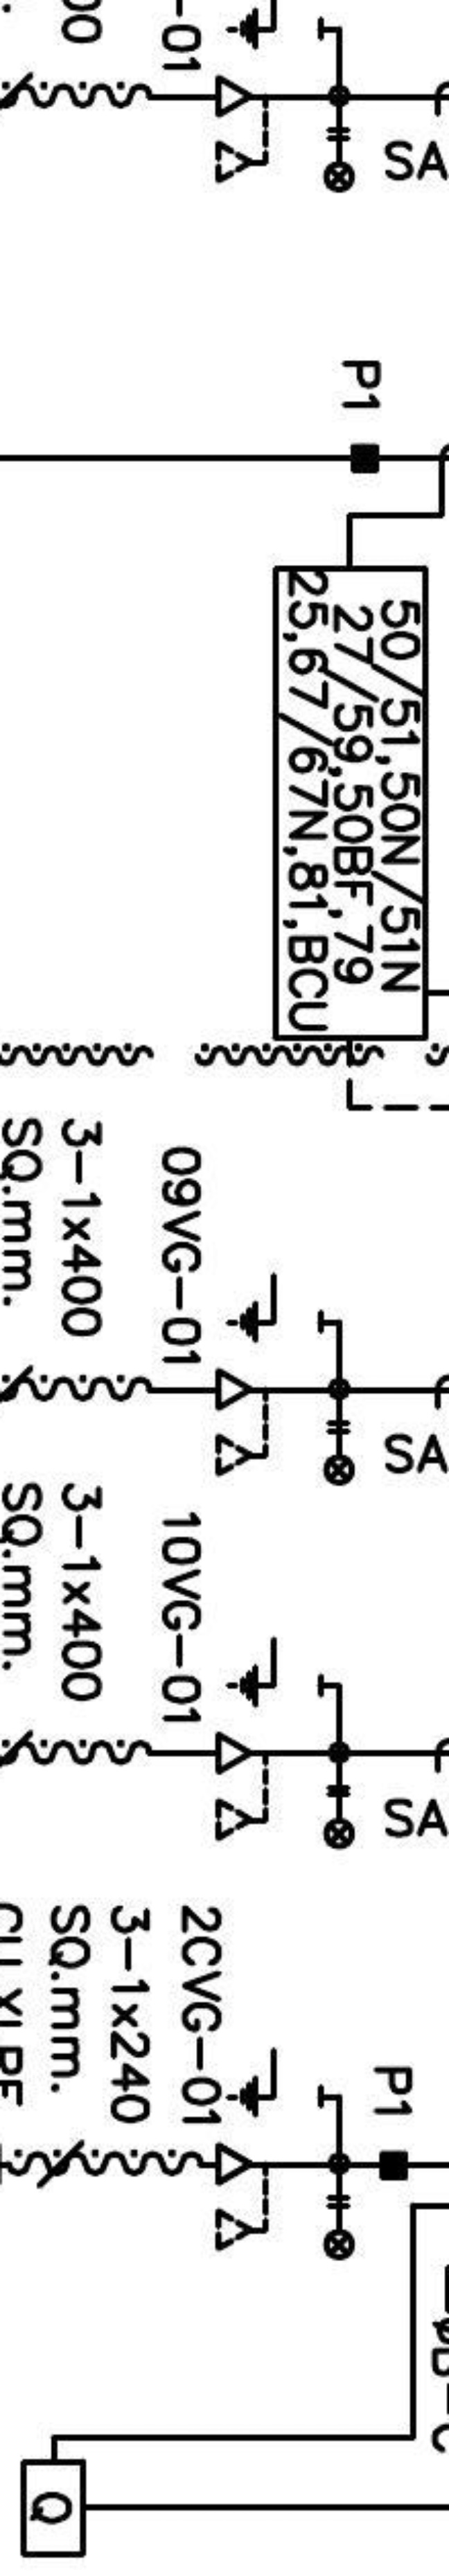 00
-01
SA
P1
50/51,50N/51N
27/59,50BF,79
25,67/67N,81,BCU
09VG-01
3-1x400
SQ.mm.
SA
10VG-01
3-1x400
SQ.mm.
SA
2CVG-01
3-1x240
SQ.mm.
CU.XLPE
P1
Q